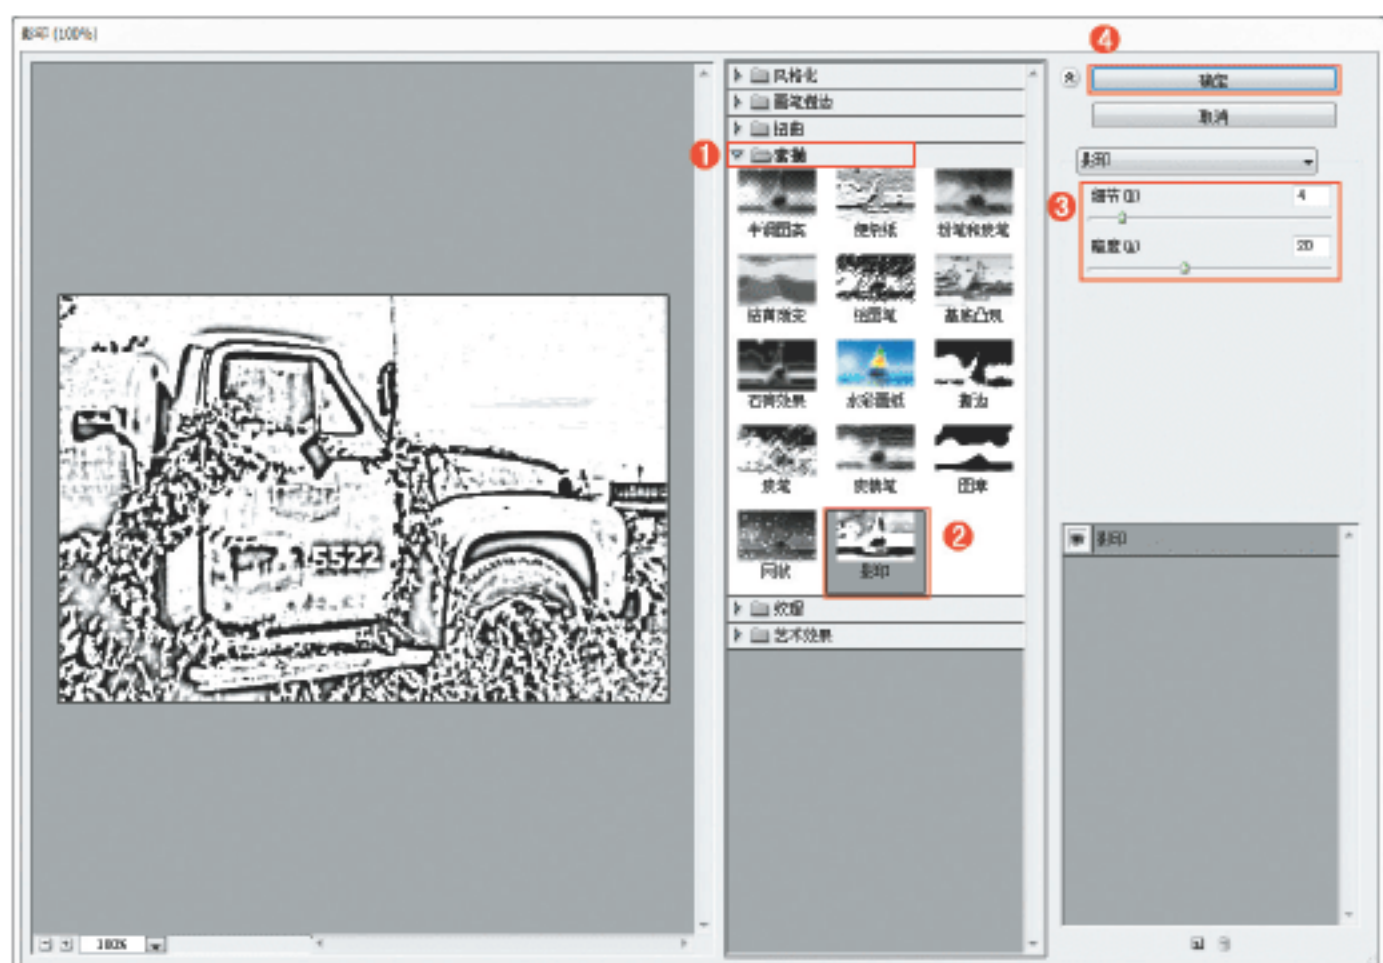 影印 (100%)
风格化
画笔描边
扭曲
1
素描
半调图案
便条纸
粉笔和炭笔
铬黄渐变
绘图笔
基底凸现
石膏效果
水彩画纸
撕边
炭笔
炭精笔
图章
网状
影印
2
纹理
艺术效果
4
确定
取消
影印
3
细节(D)
4
暗度(A)
20
影印
5522
100%